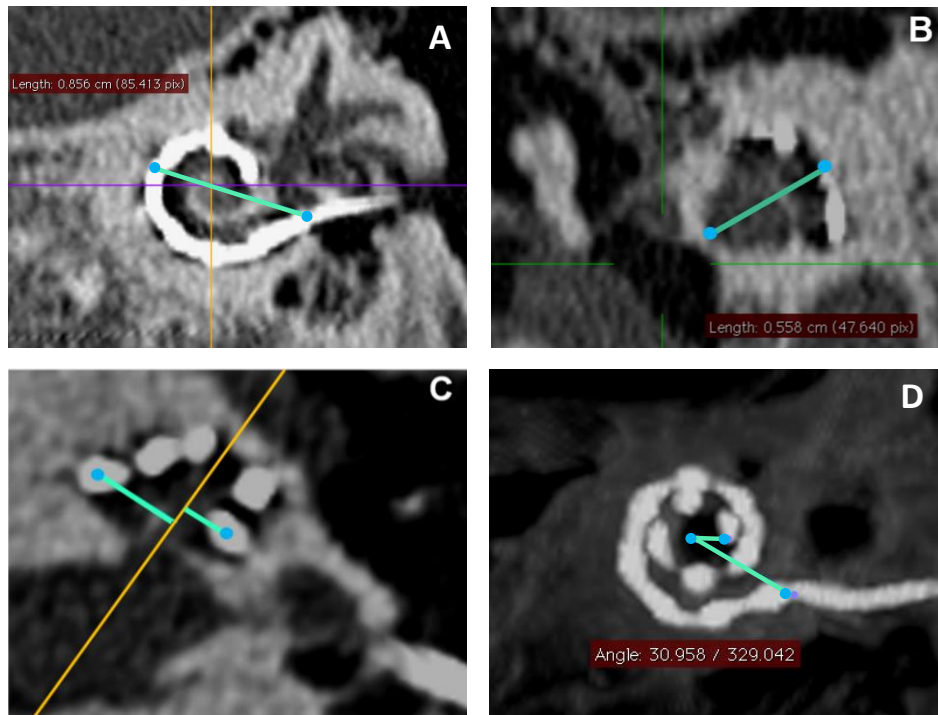 A
B
Length: 0.856 cm (85.413 pix)
Length: 0.558 cm (47.640 pix)
C
D
Angle: 30.958 / 329.042